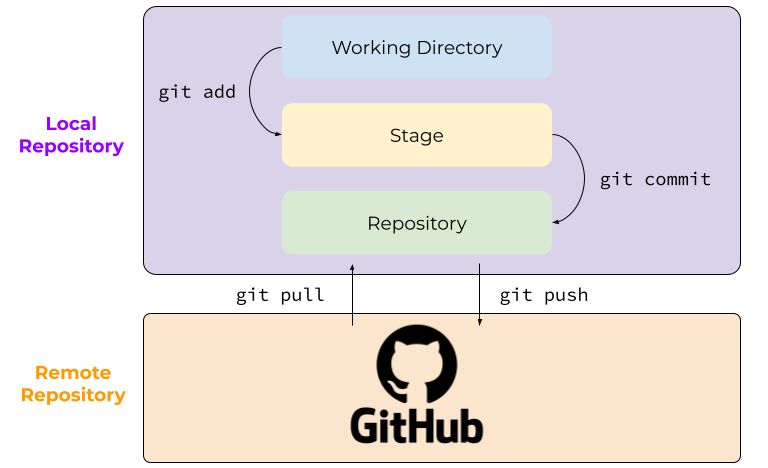 Working Directory
git add
Local
Repository
Stage
git commit
Repository
git pull
git push
Remote
Repository
GitHub